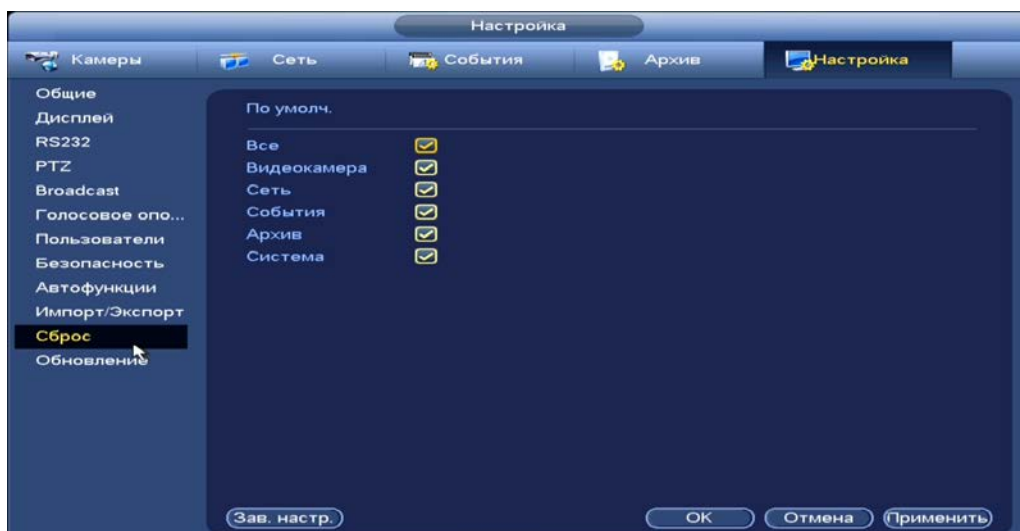 Настройка
Камеры Сеть События Архив Настройка
Общие
Дисплей
RS232
PTZ
Broadcast
Голосовое опо...
Пользователи
Безопасность
Автофункции
Импорт/Экспорт
Сброс
Обновление
По умолч.
Все
Видеокамера
Сеть
События
Архив
Система
Зав. настр. OK Отмена Применить